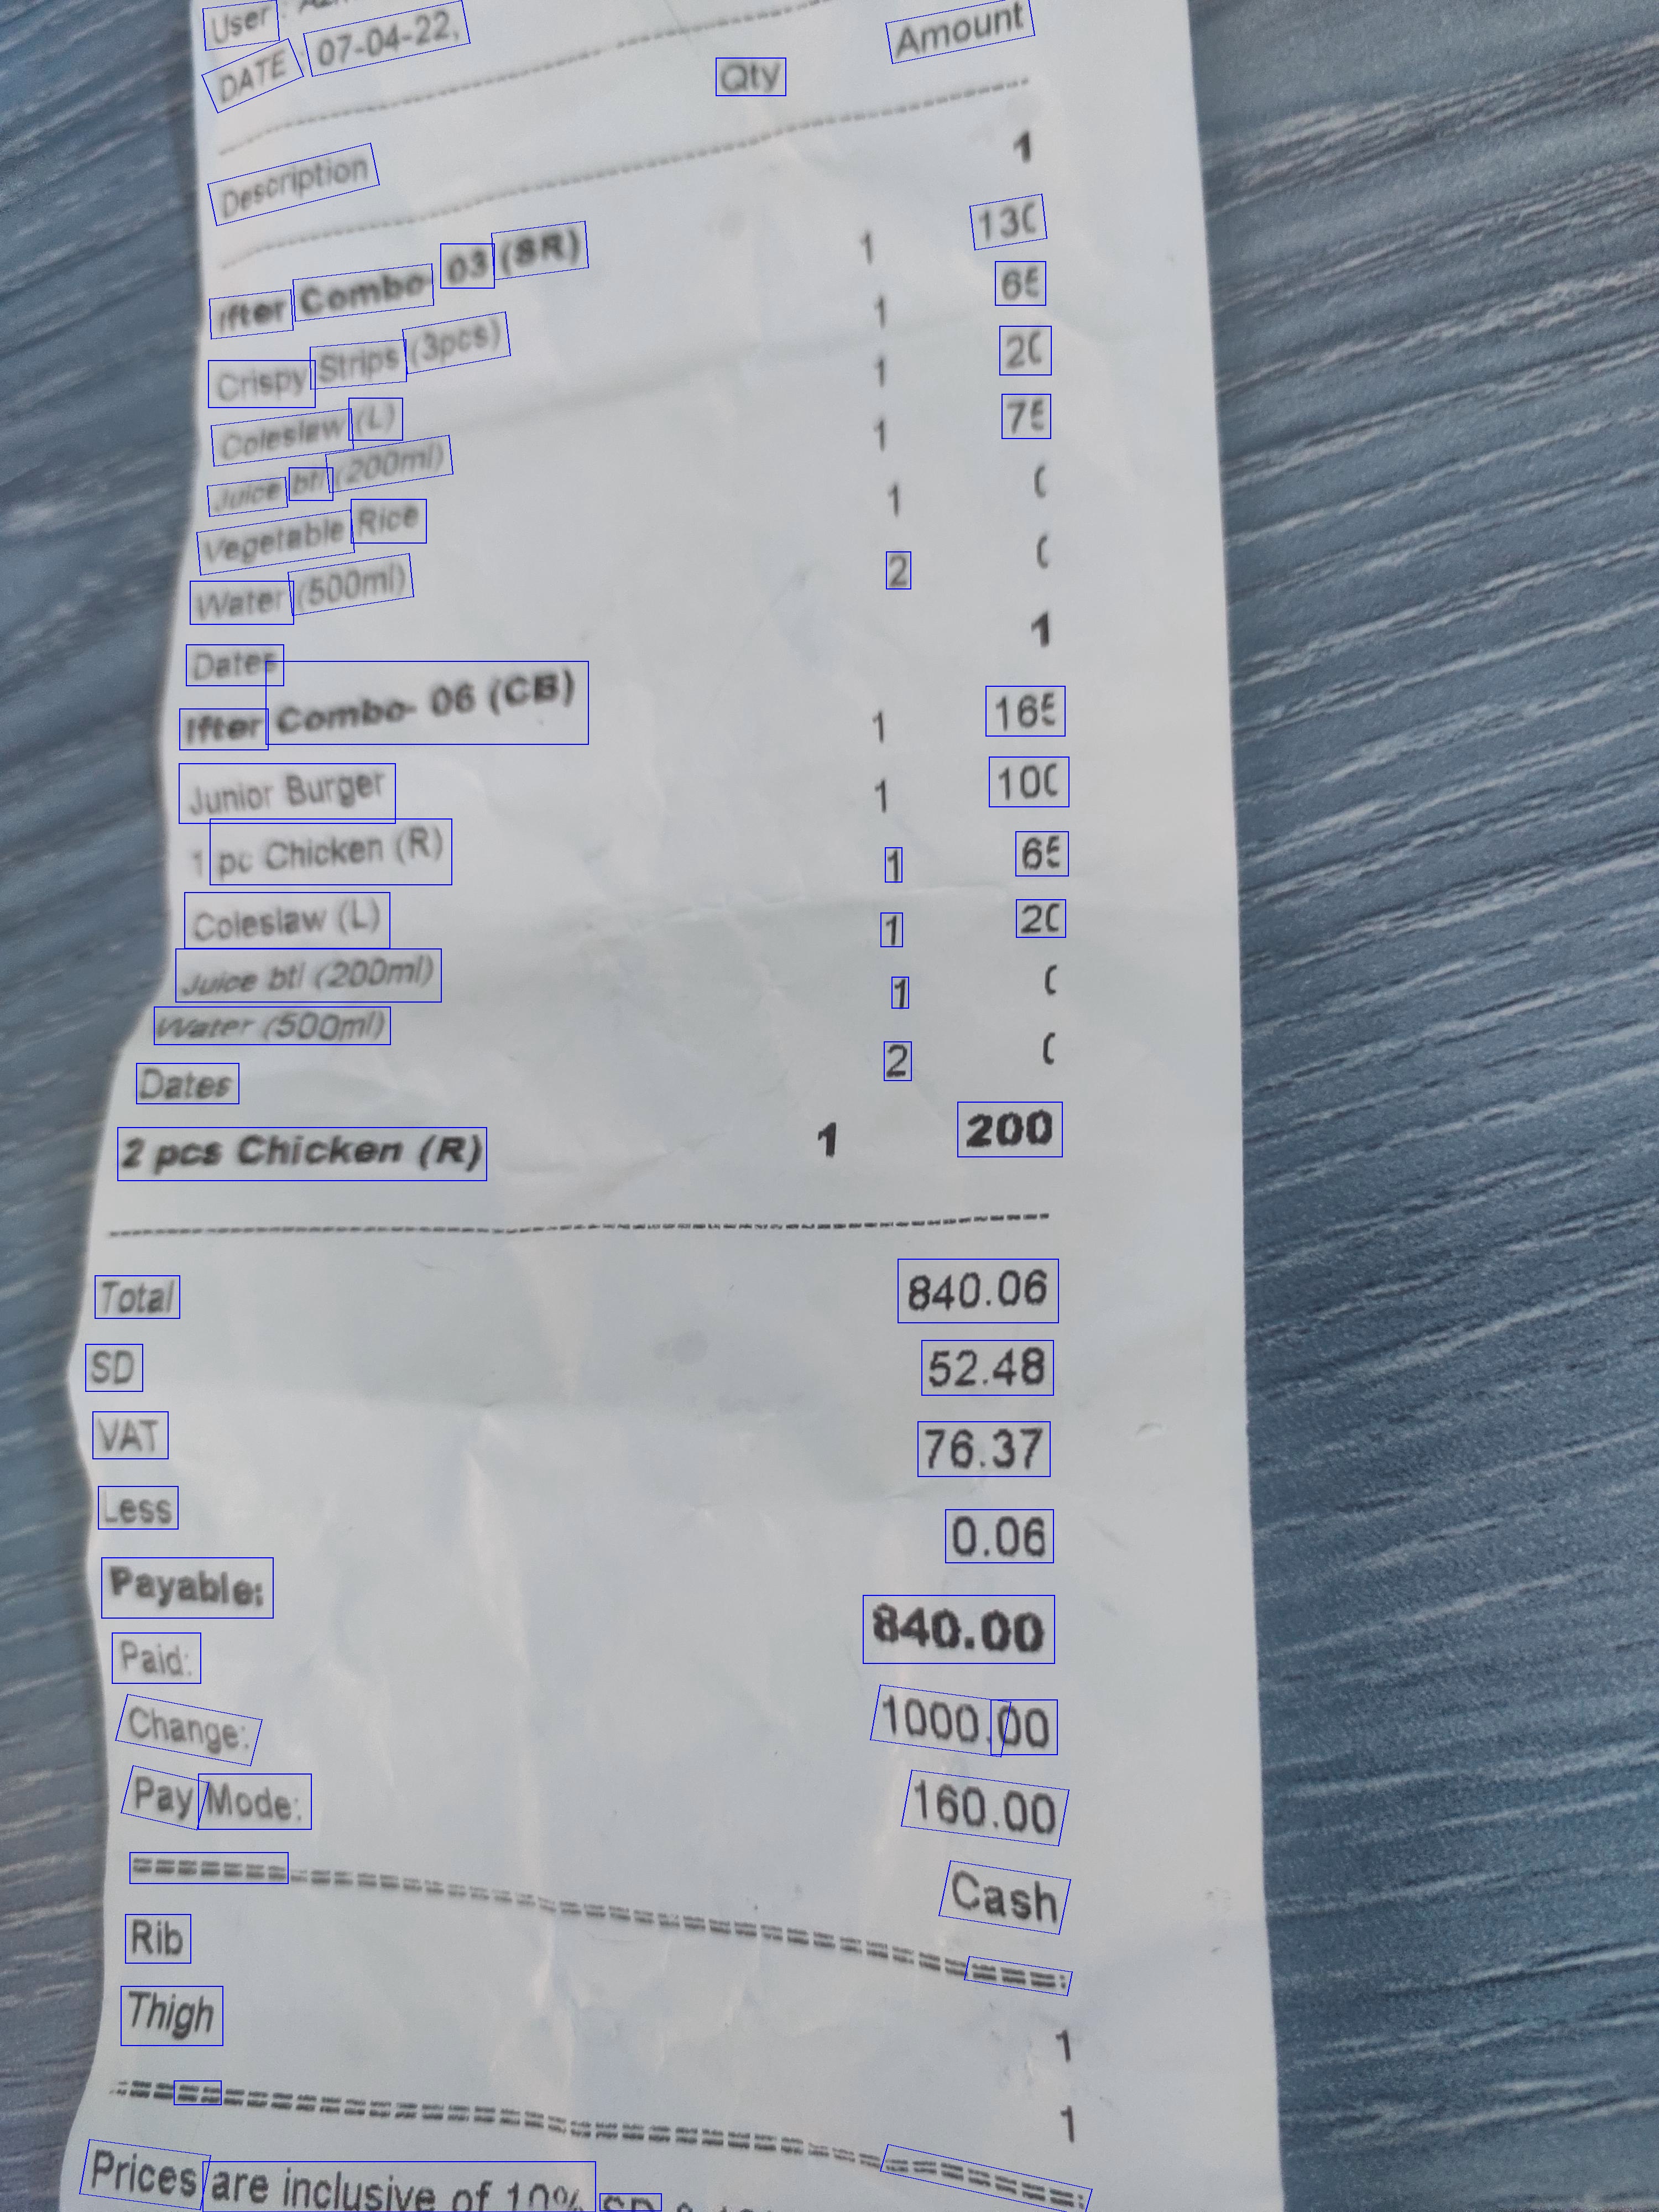 User :
DATE : 07-04-22,
Description Qty Amount
Ifter Combo- 03 (SR) 1
Crispy Strips (3pcs) 1 130
Coleslaw (L) 1 65
Juice btl (200ml) 1 20
Vegetable Rice 1 75
Water (500ml) 1 0
Dates 2 0
Ifter Combo- 06 (CB) 1
Junior Burger 1 165
1 pc Chicken (R) 1 100
Coleslaw (L) 1 65
Juice btl (200ml) 1 20
Water (500ml) 1 0
Dates 2 0
2 pcs Chicken (R) 1 200
Total 840.06
SD 52.48
VAT 76.37
Less 0.06
Payable: 840.00
Paid: 1000.00
Change: 160.00
Pay Mode: Cash
Rib 1
Thigh 1
Prices are inclusive of 10% SD &